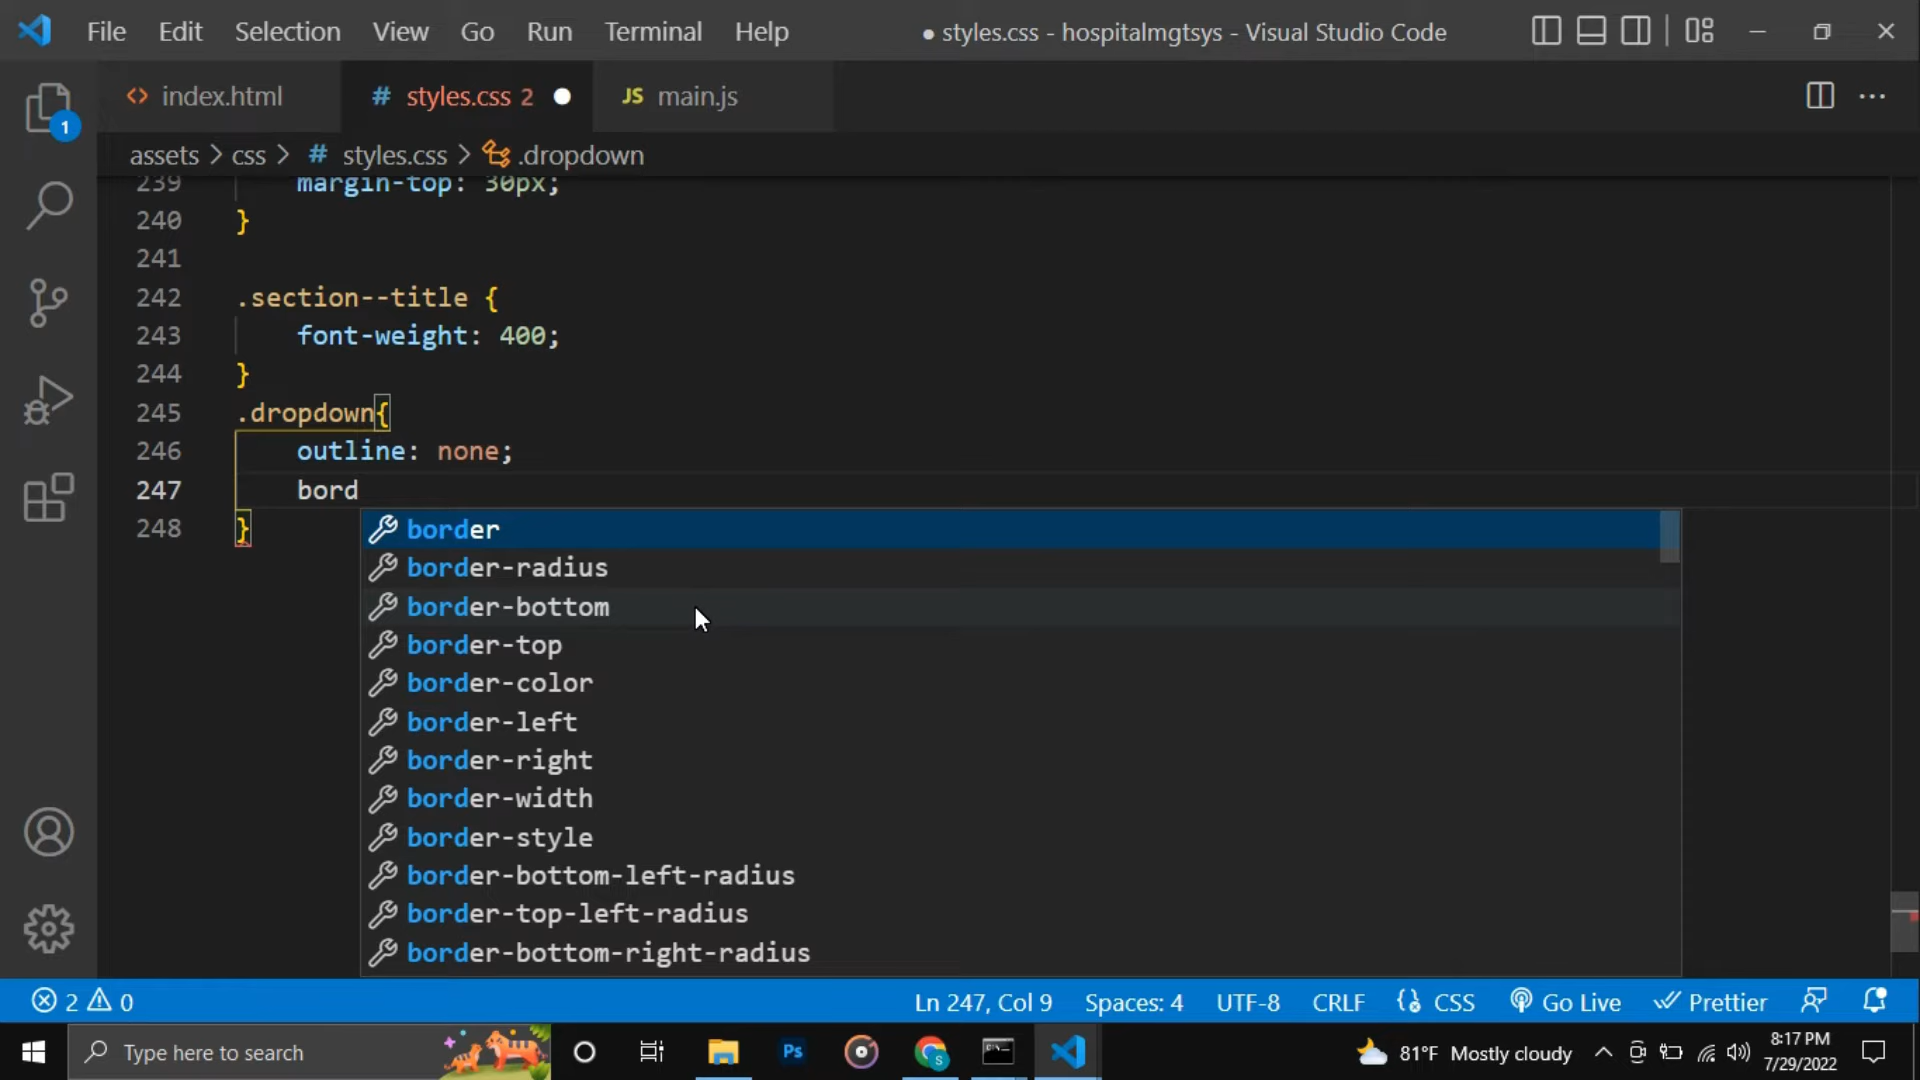 File Edit Selection View Go Run Terminal Help ● styles.css - hospitalmgtsys - Visual Studio Code
<> index.html # styles.css 2 JS main.js
1
assets > css > # styles.css > .dropdown
239 margin-top: 30px;
240 }
241
242 .section--title {
243 font-weight: 400;
244 }
245 .dropdown{
246 outline: none;
247 bord
248 }
border
border-radius
border-bottom
border-top
border-color
border-left
border-right
border-width
border-style
border-bottom-left-radius
border-top-left-radius
border-bottom-right-radius
2 0 Ln 247, Col 9 Spaces: 4 UTF-8 CRLF CSS Go Live Prettier
Type here to search Ps S 81°F Mostly cloudy 8:17 PM
7/29/2022